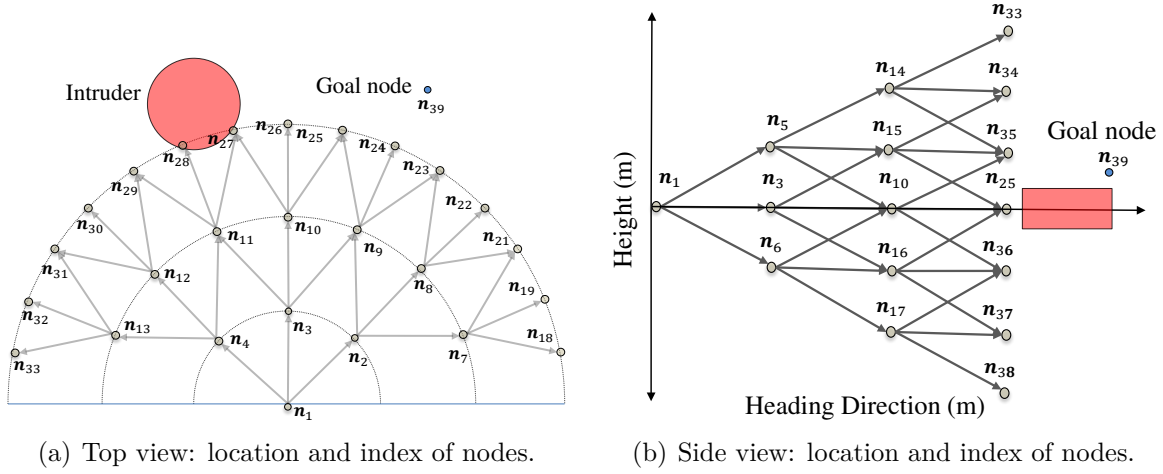 Intruder
Goal node
n39
n26
n25
n27
n24
n28
n23
n29
n22
n30
n10
n11
n9
n21
n31
n12
n8
n19
n32
n3
n13
n4
n2
n7
n18
n33
n1
(a) Top view: location and index of nodes.
Height (m)
n33
n14
n34
n5
n15
n35
Goal node
n39
n1
n3
n10
n25
n6
n16
n36
n17
n37
n38
Heading Direction (m)
(b) Side view: location and index of nodes.